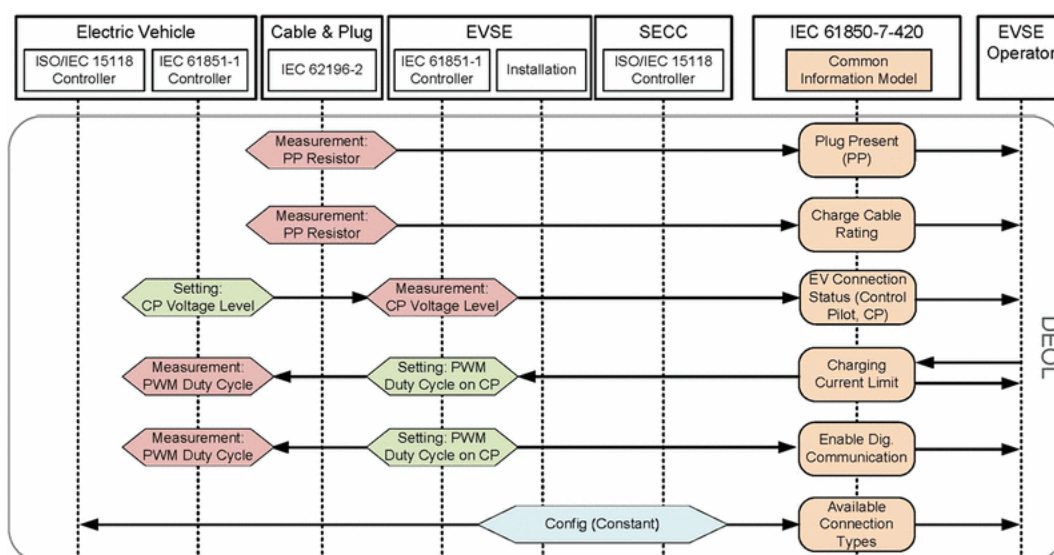 Electric Vehicle
Cable & Plug
EVSE
SECC
IEC 61850-7-420
EVSE
Operator
ISO/IEC 15118
Controller
IEC 61851-1
Controller
IEC 62196-2
IEC 61851-1
Controller
Installation
ISO/IEC 15118
Controller
Common
Information Model
Measurement:
PP Resistor
Plug Present
(PP)
Measurement:
PP Resistor
Charge Cable
Rating
Setting:
CP Voltage Level
Measurement:
CP Voltage Level
EV Connection
Status (Control
Pilot, CP)
Measurement:
PWM Duty Cycle
Setting: PWM
Duty Cycle on CP
Charging
Current Limit
DEOL
Measurement:
PWM Duty Cycle
Setting: PWM
Duty Cycle on CP
Enable Dig.
Communication
Config (Constant)
Available
Connection
Types